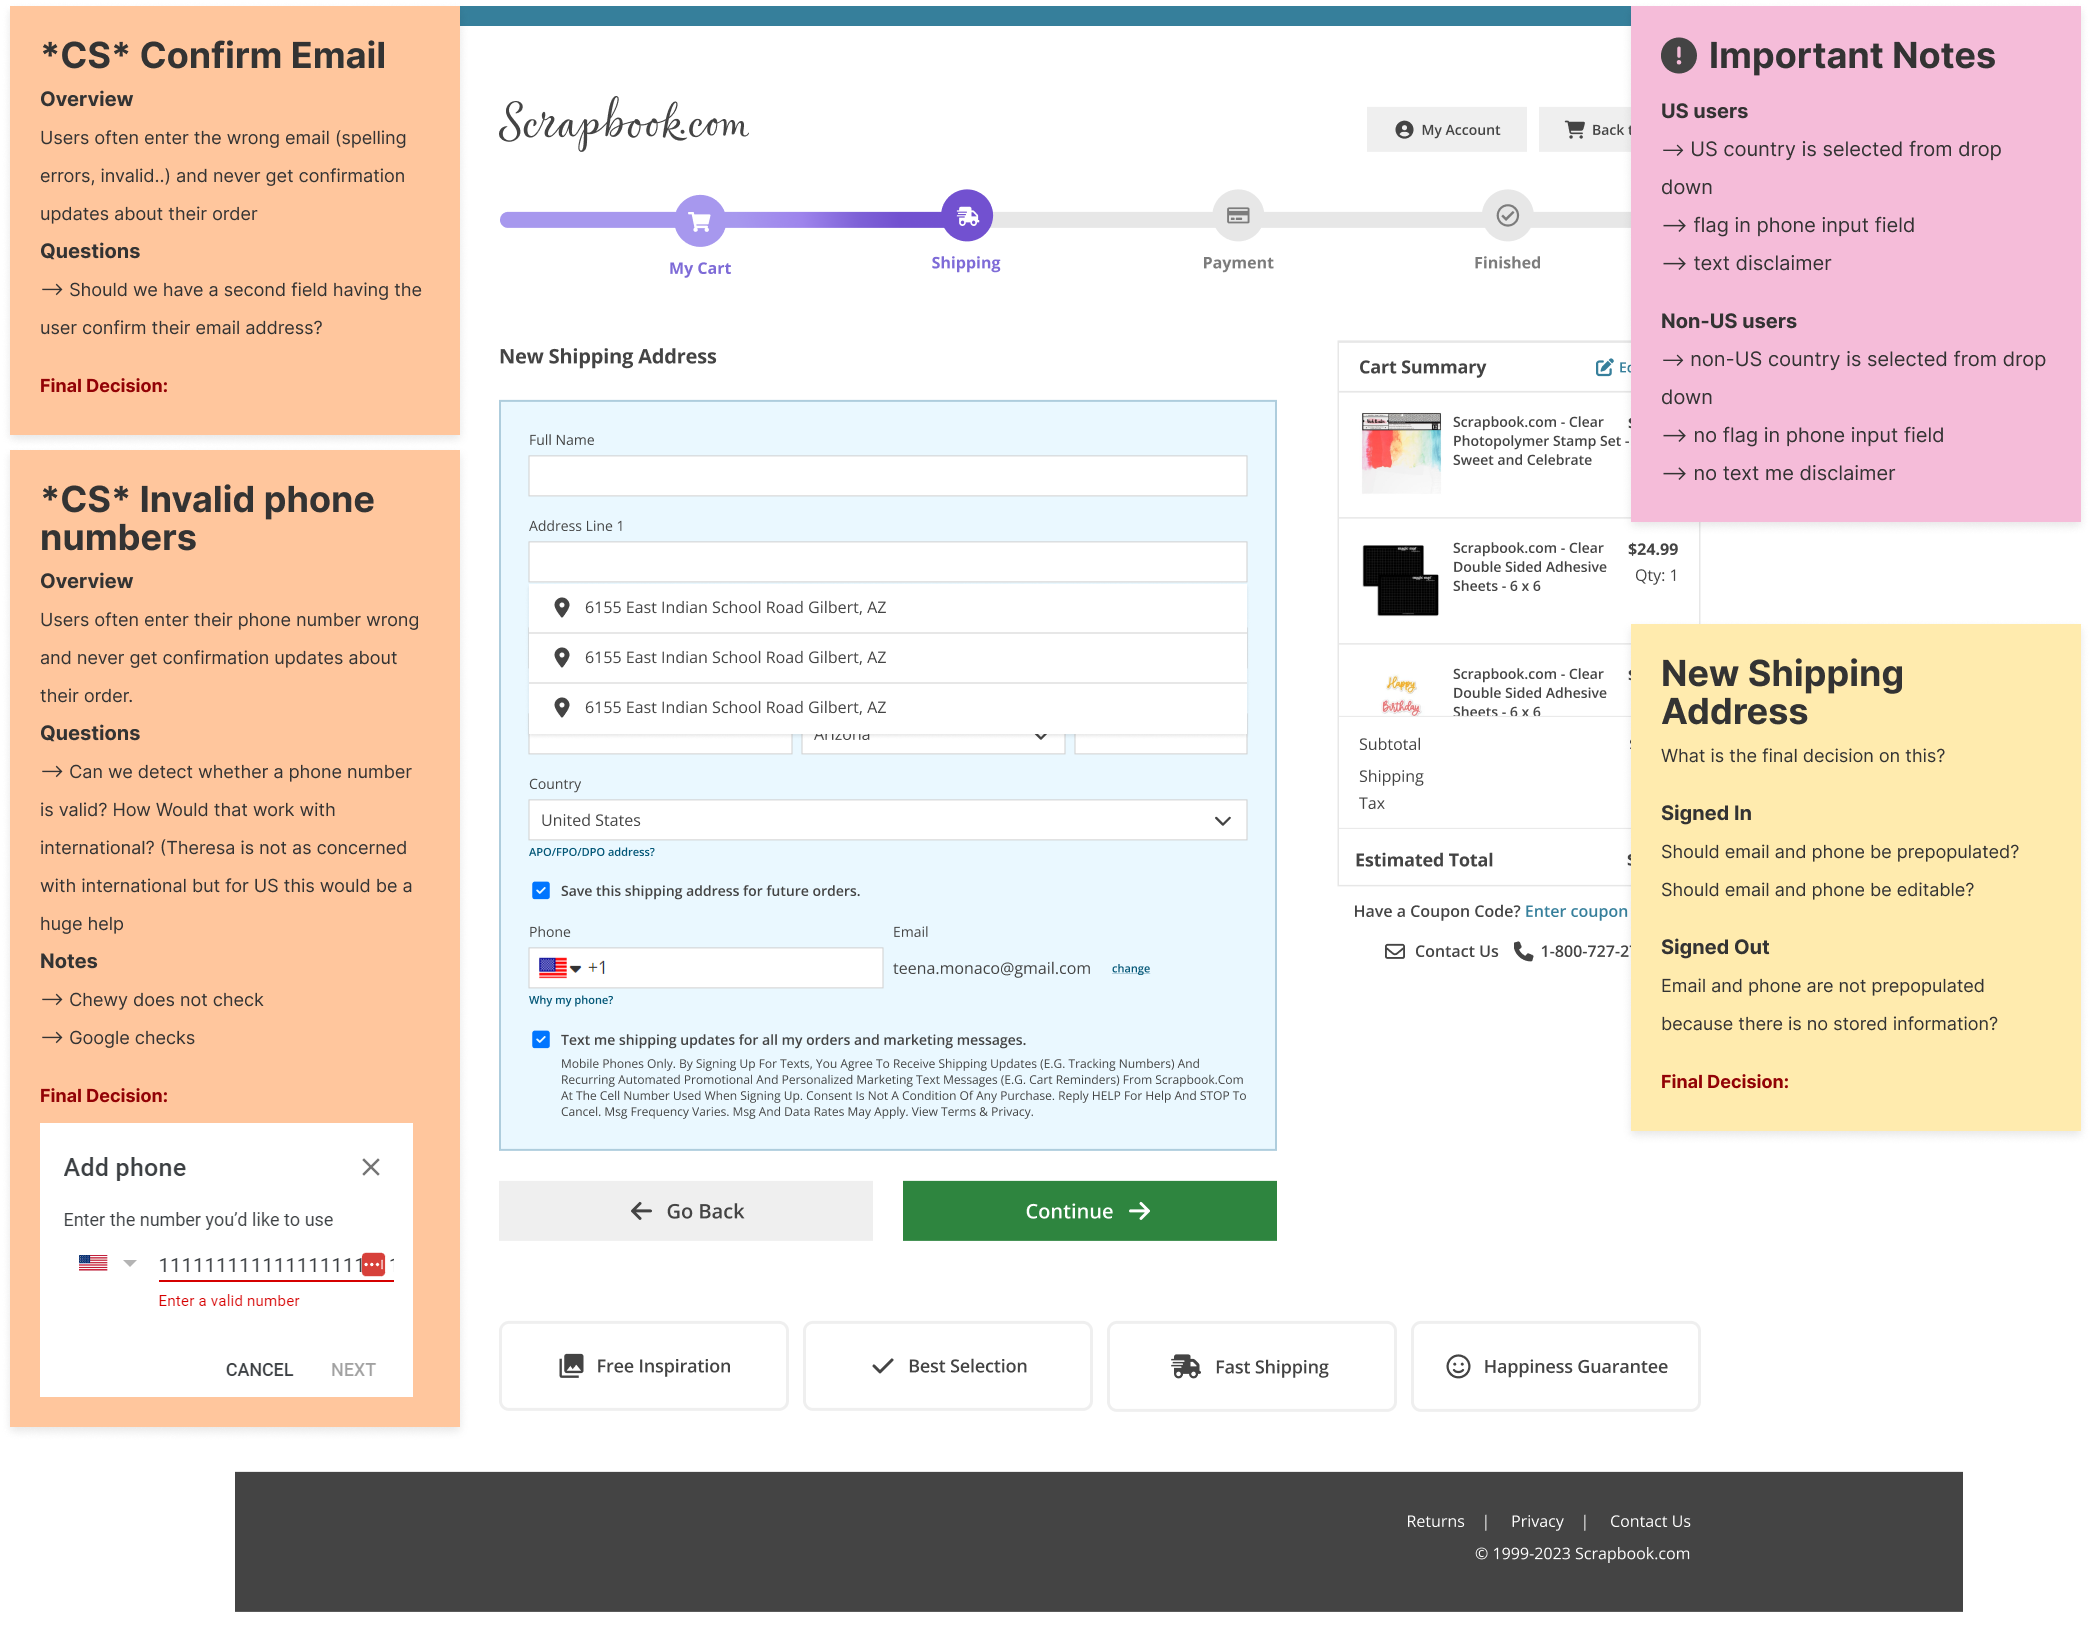 *CS* Confirm Email
Overview
Users often enter the wrong email (spelling
errors, invalid..) and never get confirmation
updates about their order
Questions
→ Should we have a second field having the
user confirm their email address?
Final Decision:
*CS* Invalid phone
numbers
Overview
Users often enter their phone number wrong
and never get confirmation updates about
their order.
Questions
→ Can we detect whether a phone number
is valid? How Would that work with
international? (Theresa is not as concerned
with international but for US this would be a
huge help
Notes
→ Chewy does not check
→ Google checks
Final Decision:
Add phone
Enter the number you'd like to use
111111111111111111
Enter a valid number
CANCEL NEXT
Scrapbook.com
My Account
Back
My Cart
Shipping
Payment
Finished
New Shipping Address
Full Name
Address Line 1
6155 East Indian School Road Gilbert, AZ
6155 East Indian School Road Gilbert, AZ
6155 East Indian School Road Gilbert, AZ
Arizona
Country
United States
APO/FPO/DPO address?
Save this shipping address for future orders.
Phone
Email
+1
teena.monaco@gmail.com change
Why my phone?
Text me shipping updates for all my orders and marketing messages.
Mobile Phones Only. By Signing Up For Texts, You Agree To Receive Shipping Updates (E.G. Tracking Numbers) And
Recurring Automated Promotional And Personalized Marketing Text Messages (E.G. Cart Reminders) From Scrapbook.Com
At The Cell Number Used When Signing Up. Consent Is Not A Condition Of Any Purchase. Reply HELP For Help And STOP To
Cancel. Msg Frequency Varies. Msg And Data Rates May Apply. View Terms & Privacy.
Go Back
Continue
Cart Summary
Scrapbook.com - Clear
Photopolymer Stamp Set -
Sweet and Celebrate
Scrapbook.com - Clear
Double Sided Adhesive
Sheets - 6 x 6
$24.99
Qty: 1
Happy
Birthday
Scrapbook.com - Clear
Double Sided Adhesive
Sheets - 6 x 6
Subtotal
Shipping
Tax
Estimated Total
Have a Coupon Code? Enter coupon
Contact Us
1-800-727-2
Important Notes
US users
→ US country is selected from drop
down
→ flag in phone input field
→ text disclaimer
Non-US users
→ non-US country is selected from drop
down
→ no flag in phone input field
→ no text me disclaimer
New Shipping
Address
What is the final decision on this?
Signed In
Should email and phone be prepopulated?
Should email and phone be editable?
Signed Out
Email and phone are not prepopulated
because there is no stored information?
Final Decision:
Free Inspiration
Best Selection
Fast Shipping
Happiness Guarantee
Returns | Privacy | Contact Us
© 1999-2023 Scrapbook.com